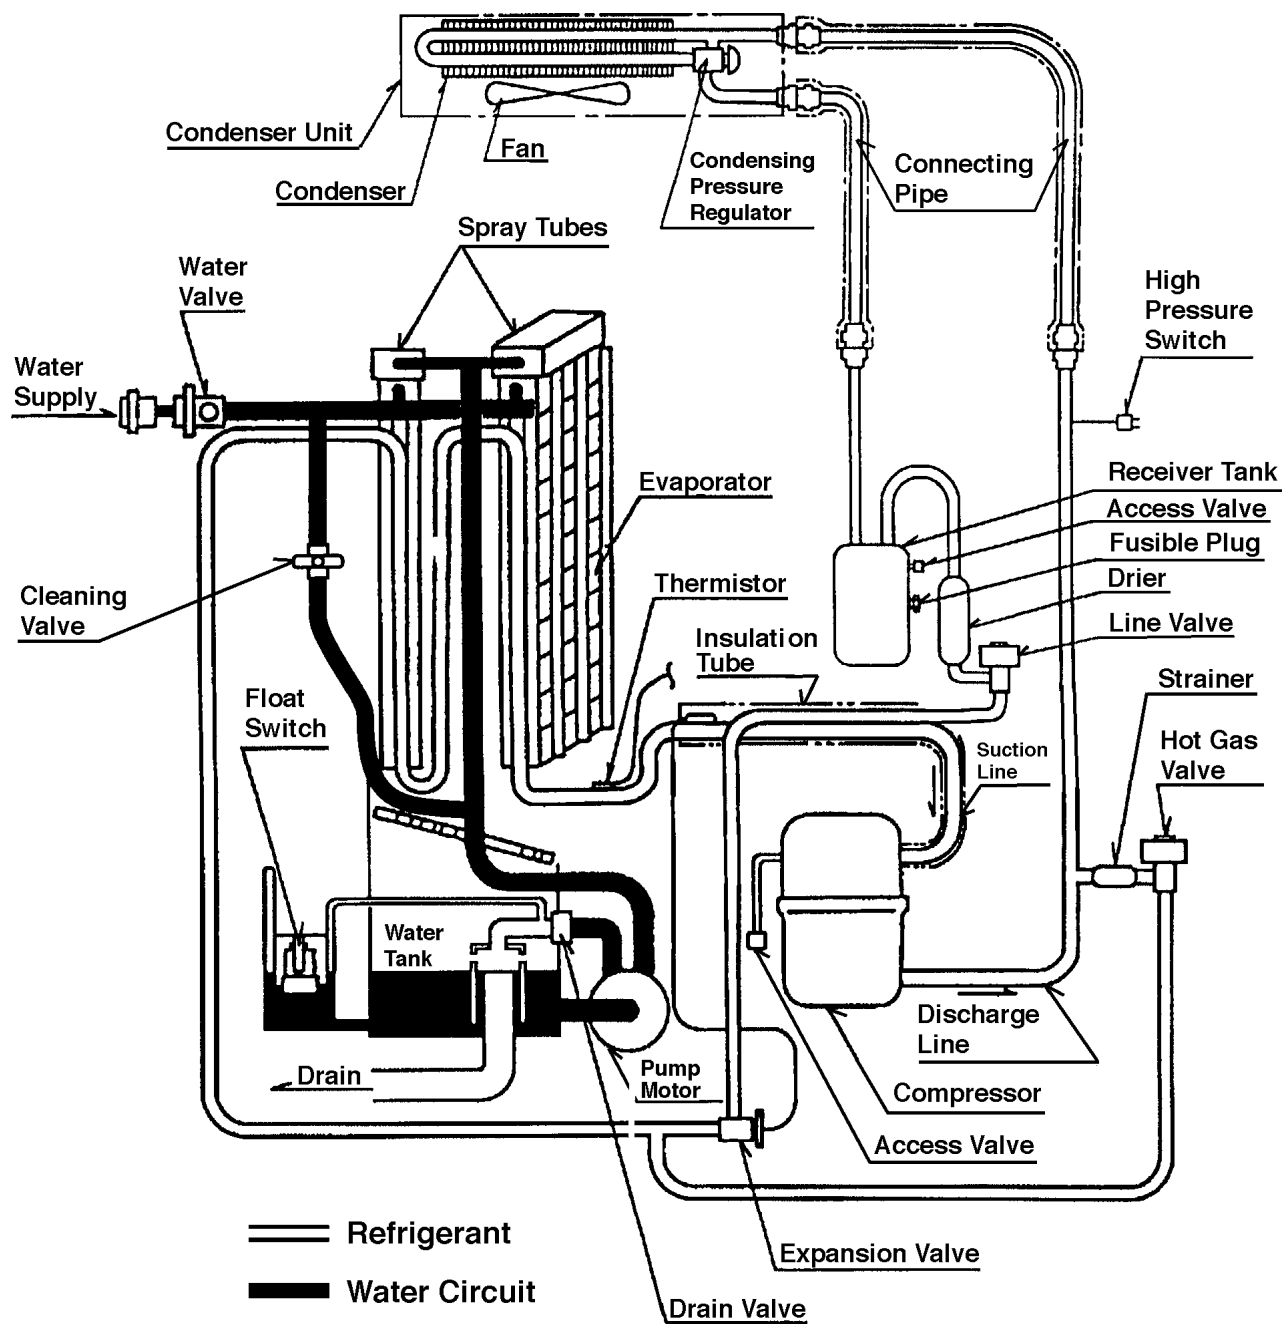 Condenser Unit
Fan
Condenser
Condensing
Pressure
Regulator
Connecting
Pipe
Spray Tubes
Water
Valve
High
Pressure
Switch
Water
Supply
Evaporator
Receiver Tank
Access Valve
Fusible Plug
Drier
Line Valve
Thermistor
Cleaning
Valve
Insulation
Tube
Strainer
Float
Switch
Suction
Line
Hot Gas
Valve
Water
Tank
Discharge
Line
Drain
Pump
Motor
Compressor
Access Valve
Refrigerant
Expansion Valve
Water Circuit
Drain Valve